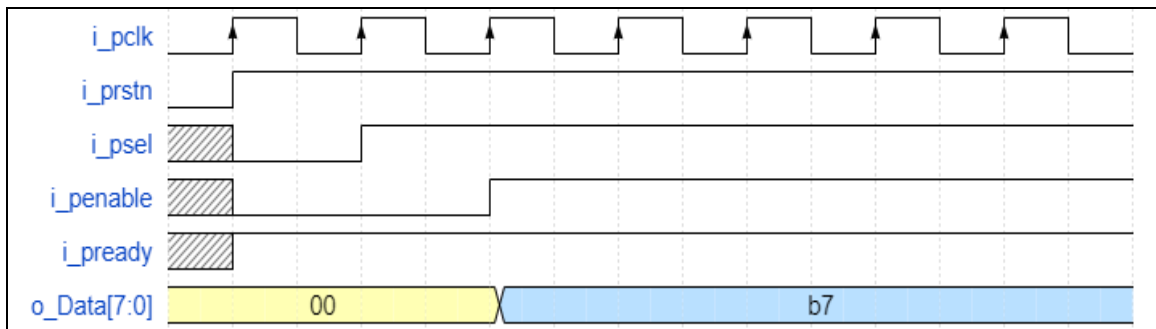 i_pclk
i_prstn
i_psel
i_penable
i_pready
o_Data[7:0] 00 b7